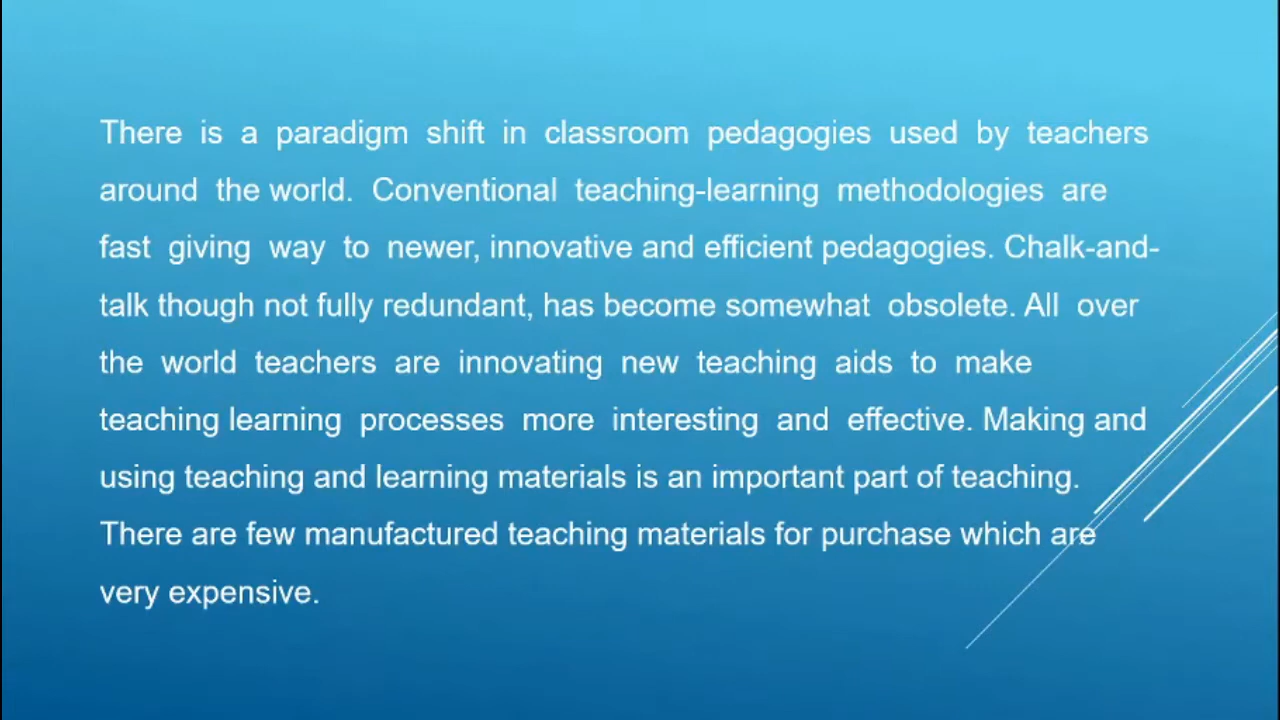 There is a paradigm shift in classroom pedagogies used by teachers
around the world. Conventional teaching-learning methodologies are
fast giving way to newer, innovative and efficient pedagogies. Chalk-and-
talk though not fully redundant, has become somewhat obsolete. All over
the world teachers are innovating new teaching aids to make
teaching learning processes more interesting and effective. Making and
using teaching and learning materials is an important part of teaching.
There are few manufactured teaching materials for purchase which are
very expensive.